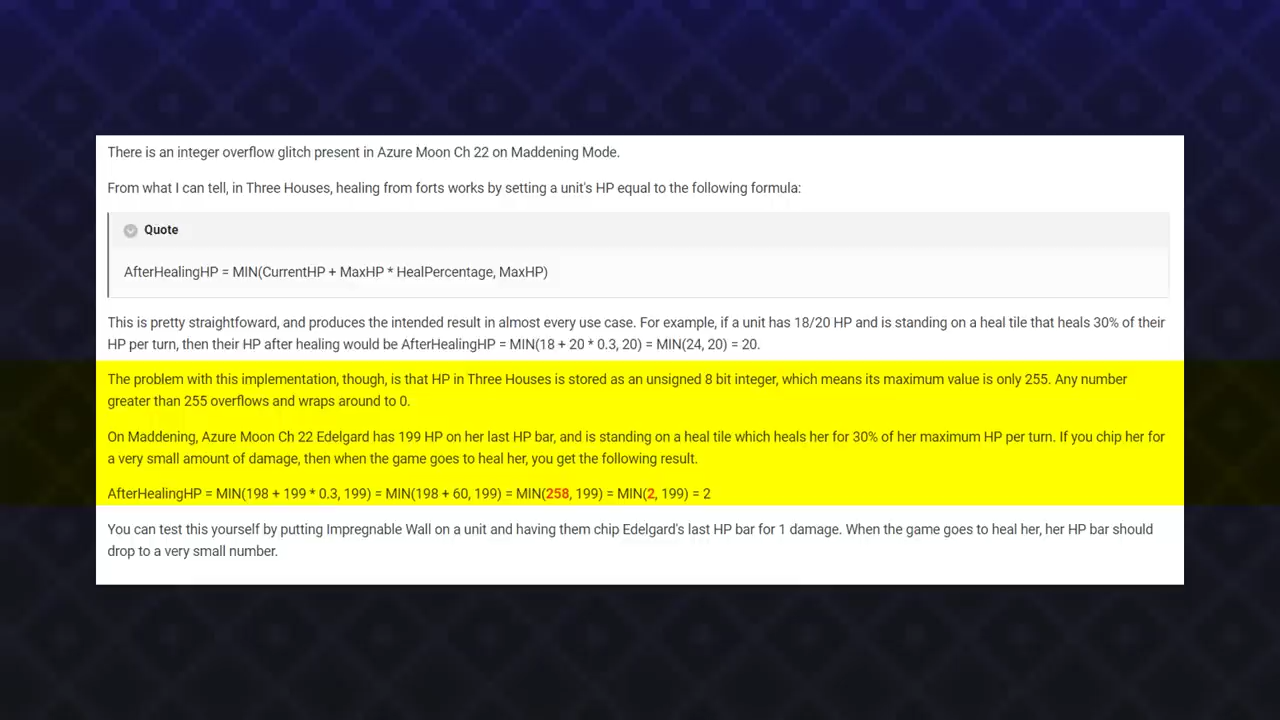 There is an integer overflow glitch present in Azure Moon Ch 22 on Maddening Mode.
From what I can tell, in Three Houses, healing from forts works by setting a unit's HP equal to the following formula:
Quote
AfterHealingHP = MIN(CurrentHP + MaxHP * HealPercentage, MaxHP)
This is pretty straightfoward, and produces the intended result in almost every use case. For example, if a unit has 18/20 HP and is standing on a heal tile that heals 30% of their
HP per turn, then their HP after healing would be AfterHealingHP = MIN(18 + 20 * 0.3, 20) = MIN(24, 20) = 20.
The problem with this implementation, though, is that HP in Three Houses is stored as an unsigned 8 bit integer, which means its maximum value is only 255. Any number
greater than 255 overflows and wraps around to 0.
On Maddening, Azure Moon Ch 22 Edelgard has 199 HP on her last HP bar, and is standing on a heal tile which heals her for 30% of her maximum HP per turn. If you chip her for
a very small amount of damage, then when the game goes to heal her, you get the following result.
AfterHealingHP = MIN(198 + 199 * 0.3, 199) = MIN(198 + 60, 199) = MIN(258, 199) = MIN(2, 199) = 2
You can test this yourself by putting Impregnable Wall on a unit and having them chip Edelgard's last HP bar for 1 damage. When the game goes to heal her, her HP bar should
drop to a very small number.